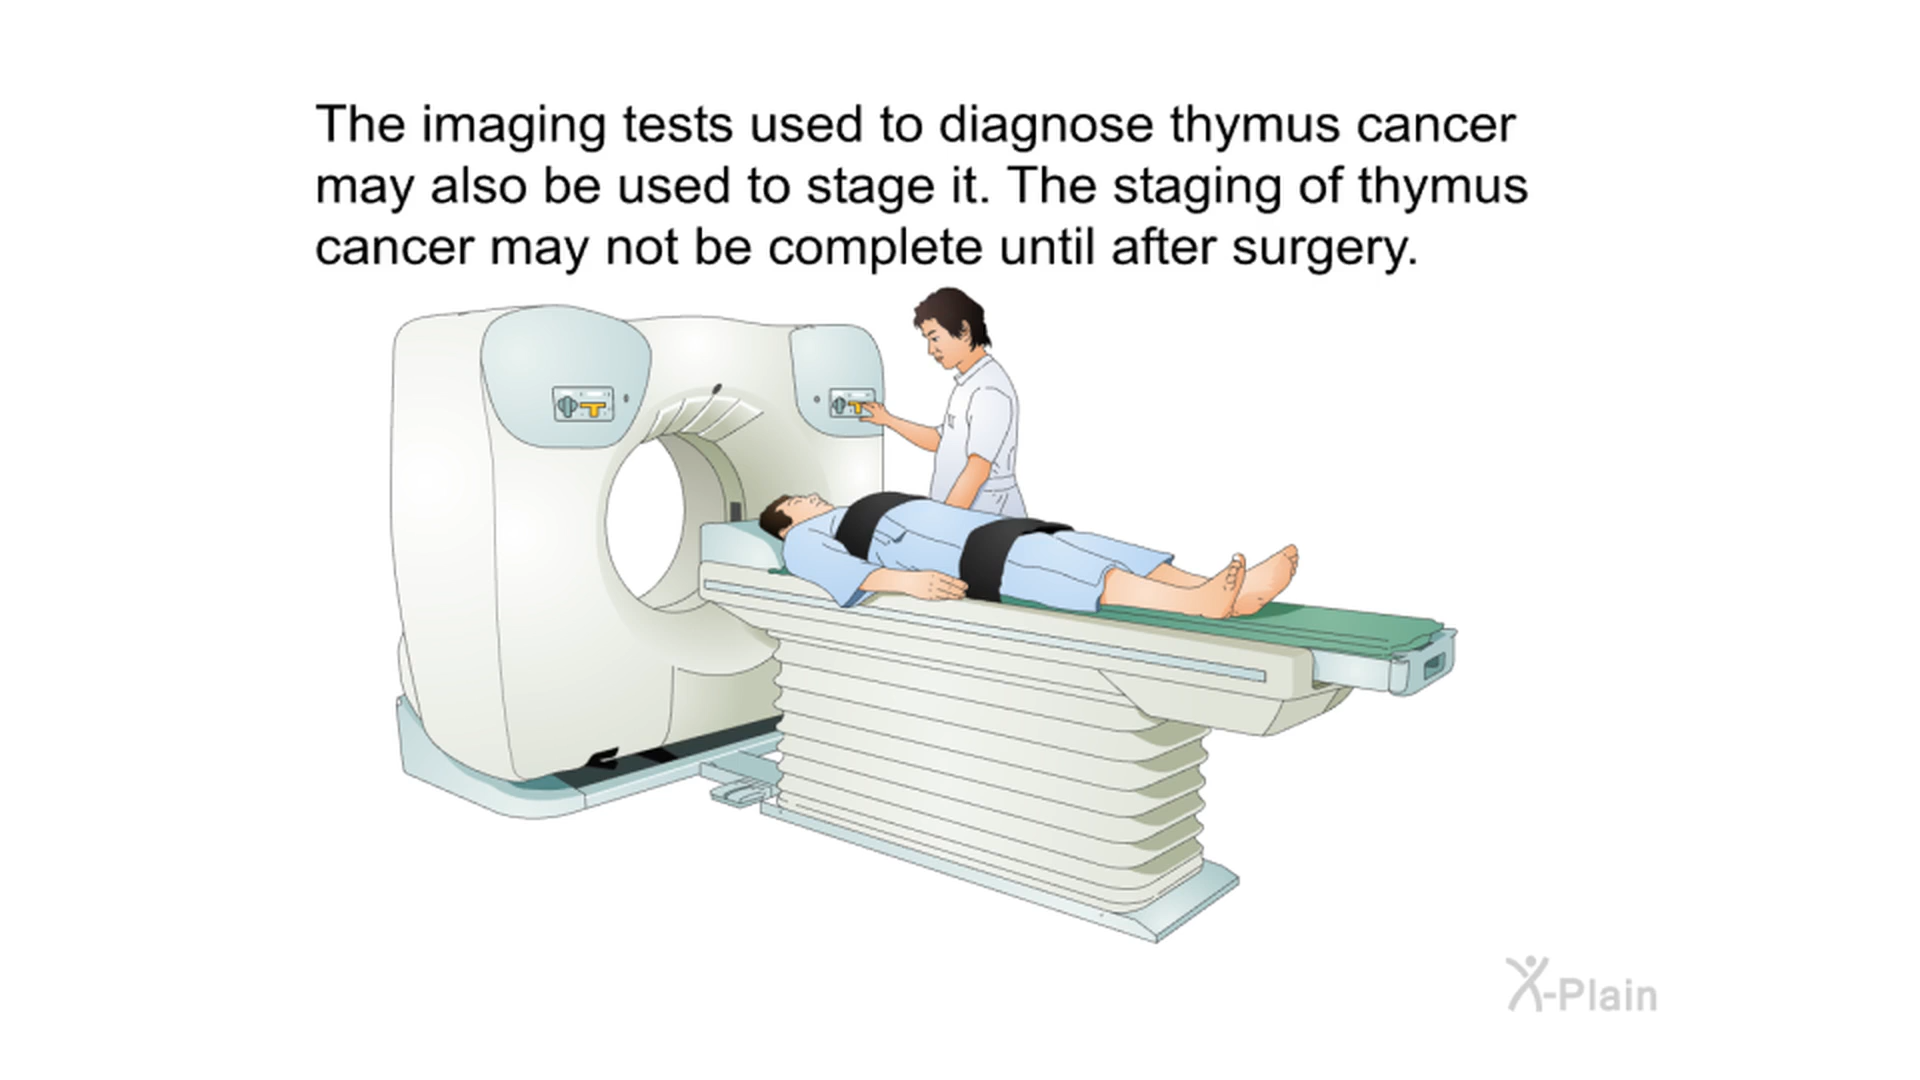 The imaging tests used to diagnose thymus cancer
may also be used to stage it. The staging of thymus
cancer may not be complete until after surgery.
X-Plain